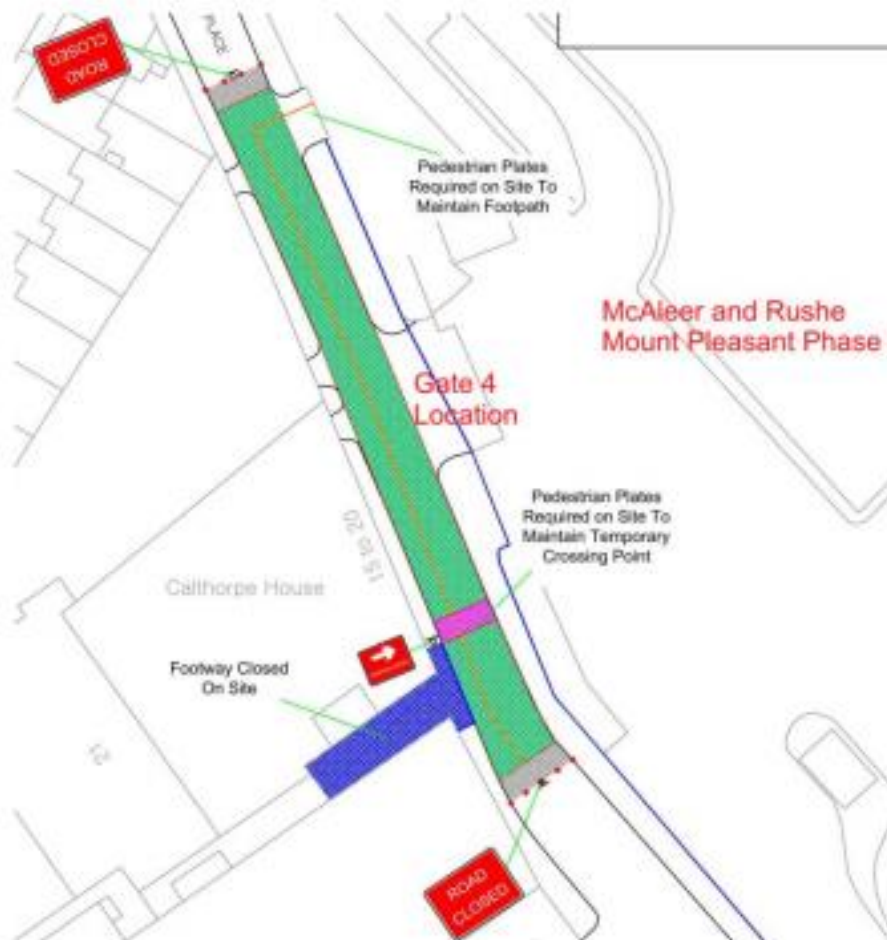 PLACE
ROAD
CLOSED
Pedestrian Plates
Required on Site To
Maintain Footpath
McAleer and Rushe
Mount Pleasant Phase
Gate 4
Location
Pedestrian Plates
Required on Site To
Maintain Temporary
Crossing Point
15 to 20
Calthorpe House
Footway Closed
On Site
21
ROAD
CLOSED